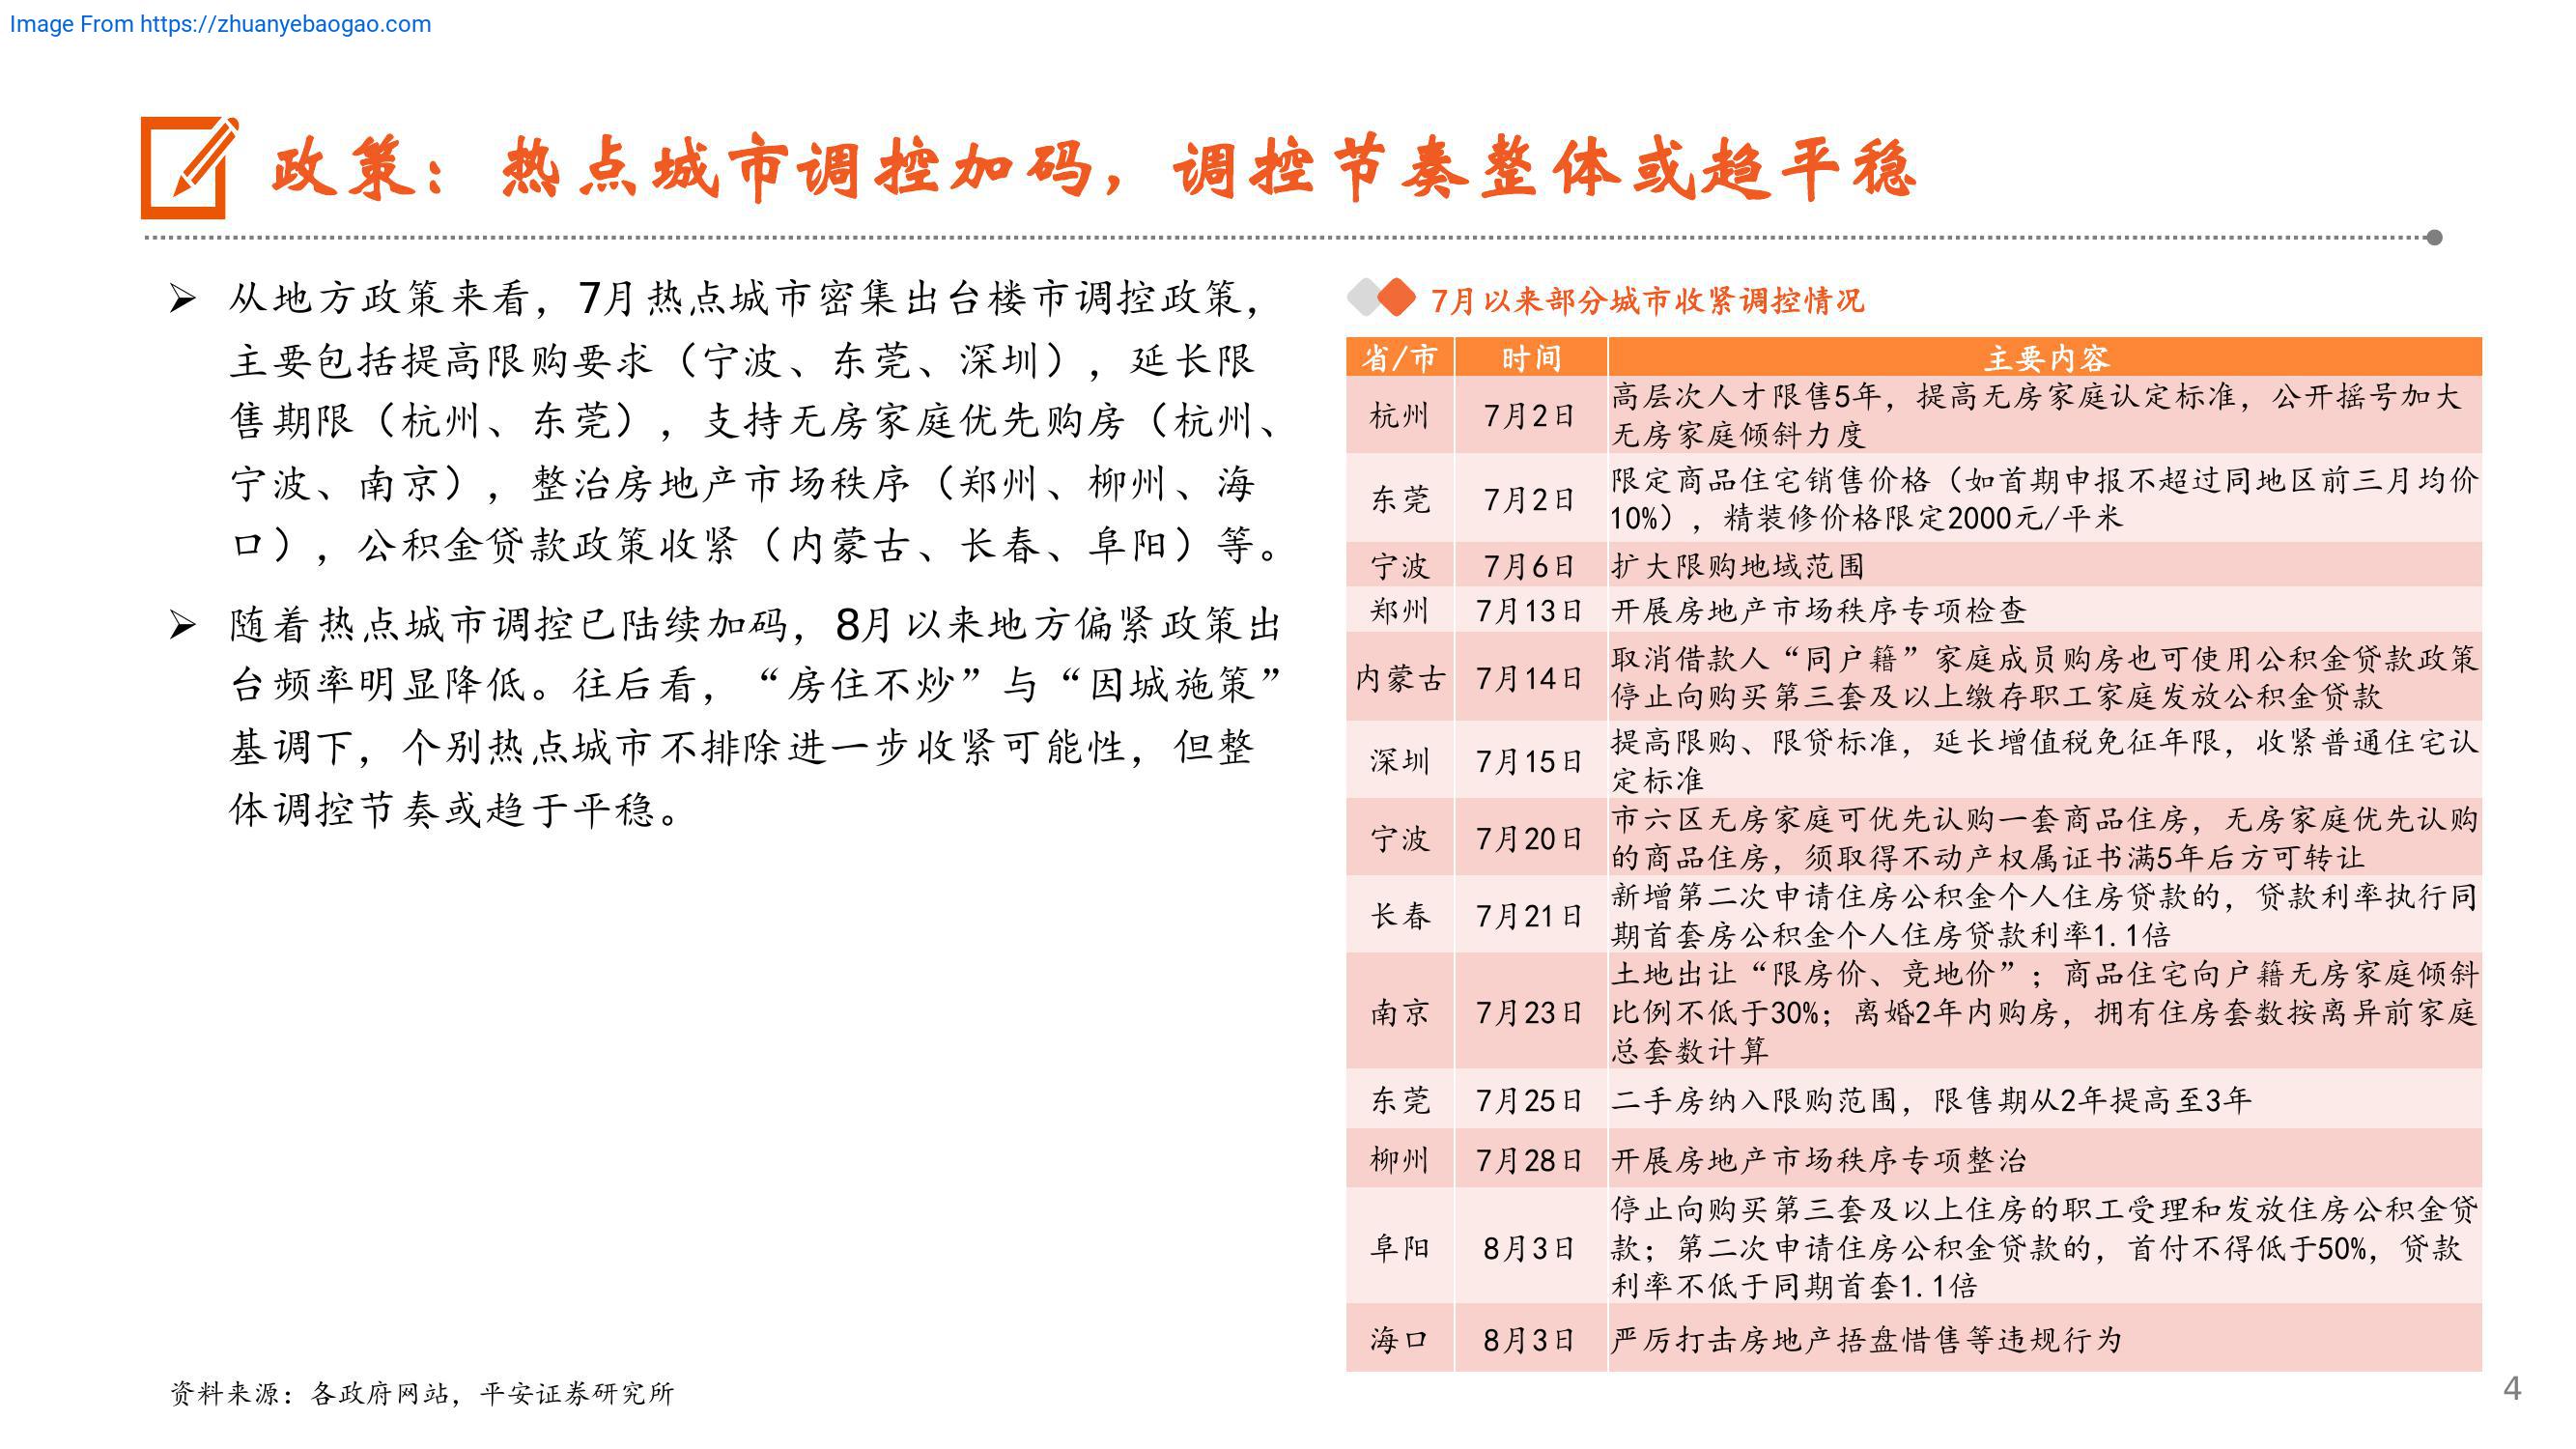 Image From https://zhuanyebaogao.com
政策：热点城市调控加码，调控节奏整体或趋平稳
从地方政策来看，7月热点城市密集出台楼市调控政策，
主要包括提高限购要求（宁波、东莞、深圳），延长限
售期限（杭州、东莞），支持无房家庭优先购房（杭州、
宁波、南京），整治房地产市场秩序（郑州、柳州、海
口），公积金贷款政策收紧（内蒙古、长春、阜阳）等。
随着热点城市调控已陆续加码，8月以来地方偏紧政策出
台频率明显降低。往后看，“房住不炒”与“因城施策”
基调下，个别热点城市不排除进一步收紧可能性，但整
体调控节奏或趋于平稳。
7月以来部分城市收紧调控情况
省/市 时间 主要内容
杭州 7月2日 高层次人才限售5年，提高无房家庭认定标准，公开摇号加大
无房家庭倾斜力度
东莞 7月2日 限定商品住宅销售价格（如首期申报不超过同地区前三月均价
10%），精装修价格限定2000元/平米
宁波 7月6日 扩大限购地域范围
郑州 7月13日 开展房地产市场秩序专项检查
内蒙古 7月14日 取消借款人“同户籍”家庭成员购房也可使用公积金贷款政策
停止向购买第三套及以上缴存职工家庭发放公积金贷款
深圳 7月15日 提高限购、限贷标准，延长增值税免征年限，收紧普通住宅认
定标准
宁波 7月20日 市六区无房家庭可优先认购一套商品住房，无房家庭优先认购
的商品住房，须取得不动产权属证书满5年后方可转让
长春 7月21日 新增第二次申请住房公积金个人住房贷款的，贷款利率执行同
期首套房公积金个人住房贷款利率1.1倍
南京 7月23日 土地出让“限房价、竞地价”；商品住宅向户籍无房家庭倾斜
比例不低于30%；离婚2年内购房，拥有住房套数按离异前家庭
总套数计算
东莞 7月25日 二手房纳入限购范围，限售期从2年提高至3年
柳州 7月28日 开展房地产市场秩序专项整治
阜阳 8月3日 停止向购买第三套及以上住房的职工受理和发放住房公积金贷
款；第二次申请住房公积金贷款的，首付不得低于50%，贷款
利率不低于同期首套1.1倍
海口 8月3日 严厉打击房地产捂盘惜售等违规行为
资料来源：各政府网站，平安证券研究所
4